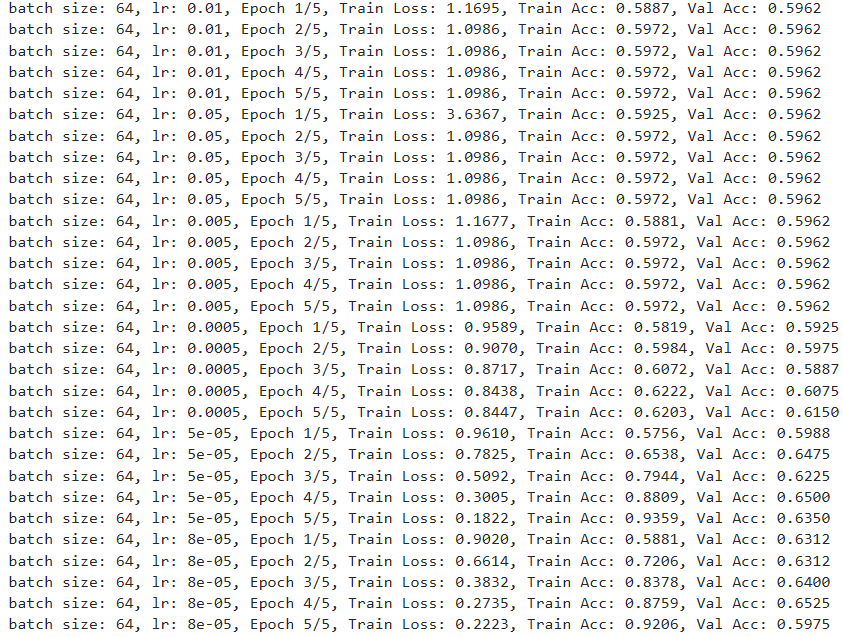 batch size: 64, lr: 0.01, Epoch 1/5, Train Loss: 1.1695, Train Acc: 0.5887, Val Acc: 0.5962
batch size: 64, lr: 0.01, Epoch 2/5, Train Loss: 1.0986, Train Acc: 0.5972, Val Acc: 0.5962
batch size: 64, lr: 0.01, Epoch 3/5, Train Loss: 1.0986, Train Acc: 0.5972, Val Acc: 0.5962
batch size: 64, lr: 0.01, Epoch 4/5, Train Loss: 1.0986, Train Acc: 0.5972, Val Acc: 0.5962
batch size: 64, lr: 0.01, Epoch 5/5, Train Loss: 1.0986, Train Acc: 0.5972, Val Acc: 0.5962
batch size: 64, lr: 0.05, Epoch 1/5, Train Loss: 3.6367, Train Acc: 0.5925, Val Acc: 0.5962
batch size: 64, lr: 0.05, Epoch 2/5, Train Loss: 1.0986, Train Acc: 0.5972, Val Acc: 0.5962
batch size: 64, lr: 0.05, Epoch 3/5, Train Loss: 1.0986, Train Acc: 0.5972, Val Acc: 0.5962
batch size: 64, lr: 0.05, Epoch 4/5, Train Loss: 1.0986, Train Acc: 0.5972, Val Acc: 0.5962
batch size: 64, lr: 0.05, Epoch 5/5, Train Loss: 1.0986, Train Acc: 0.5972, Val Acc: 0.5962
batch size: 64, lr: 0.005, Epoch 1/5, Train Loss: 1.1677, Train Acc: 0.5881, Val Acc: 0.5962
batch size: 64, lr: 0.005, Epoch 2/5, Train Loss: 1.0986, Train Acc: 0.5972, Val Acc: 0.5962
batch size: 64, lr: 0.005, Epoch 3/5, Train Loss: 1.0986, Train Acc: 0.5972, Val Acc: 0.5962
batch size: 64, lr: 0.005, Epoch 4/5, Train Loss: 1.0986, Train Acc: 0.5972, Val Acc: 0.5962
batch size: 64, lr: 0.005, Epoch 5/5, Train Loss: 1.0986, Train Acc: 0.5972, Val Acc: 0.5962
batch size: 64, lr: 0.0005, Epoch 1/5, Train Loss: 0.9589, Train Acc: 0.5819, Val Acc: 0.5925
batch size: 64, lr: 0.0005, Epoch 2/5, Train Loss: 0.9070, Train Acc: 0.5984, Val Acc: 0.5975
batch size: 64, lr: 0.0005, Epoch 3/5, Train Loss: 0.8717, Train Acc: 0.6072, Val Acc: 0.5887
batch size: 64, lr: 0.0005, Epoch 4/5, Train Loss: 0.8438, Train Acc: 0.6222, Val Acc: 0.6075
batch size: 64, lr: 0.0005, Epoch 5/5, Train Loss: 0.8447, Train Acc: 0.6203, Val Acc: 0.6150
batch size: 64, lr: 5e-05, Epoch 1/5, Train Loss: 0.9610, Train Acc: 0.5756, Val Acc: 0.5988
batch size: 64, lr: 5e-05, Epoch 2/5, Train Loss: 0.7825, Train Acc: 0.6538, Val Acc: 0.6475
batch size: 64, lr: 5e-05, Epoch 3/5, Train Loss: 0.5092, Train Acc: 0.7944, Val Acc: 0.6225
batch size: 64, lr: 5e-05, Epoch 4/5, Train Loss: 0.3005, Train Acc: 0.8809, Val Acc: 0.6500
batch size: 64, lr: 5e-05, Epoch 5/5, Train Loss: 0.1822, Train Acc: 0.9359, Val Acc: 0.6350
batch size: 64, lr: 8e-05, Epoch 1/5, Train Loss: 0.9020, Train Acc: 0.5881, Val Acc: 0.6312
batch size: 64, lr: 8e-05, Epoch 2/5, Train Loss: 0.6614, Train Acc: 0.7206, Val Acc: 0.6312
batch size: 64, lr: 8e-05, Epoch 3/5, Train Loss: 0.3832, Train Acc: 0.8378, Val Acc: 0.6400
batch size: 64, lr: 8e-05, Epoch 4/5, Train Loss: 0.2735, Train Acc: 0.8759, Val Acc: 0.6525
batch size: 64, lr: 8e-05, Epoch 5/5, Train Loss: 0.2223, Train Acc: 0.9206, Val Acc: 0.5975